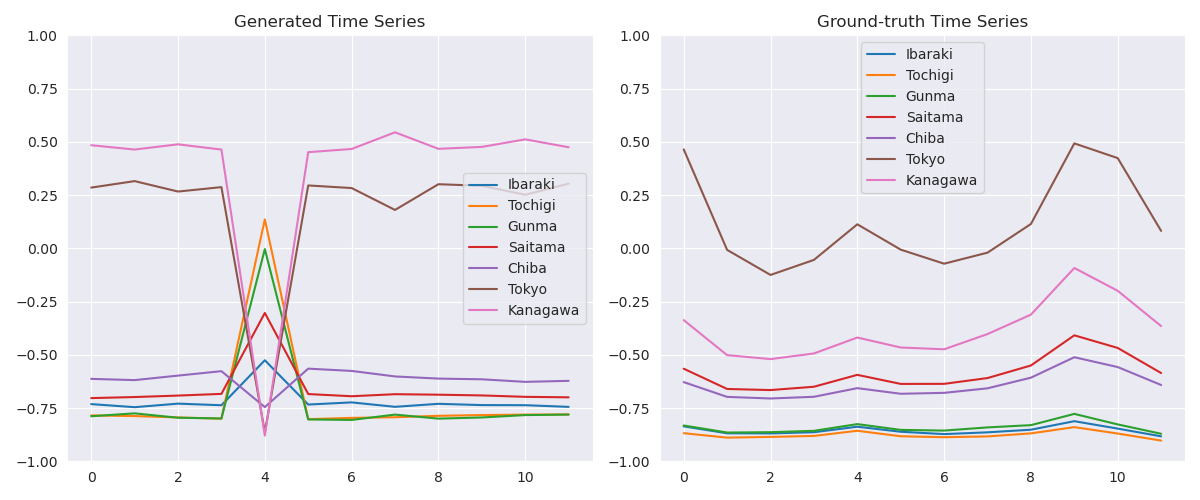 Generated Time Series
1.00
0.75
0.50
0.25
0.00
−0.25
−0.50
−0.75
−1.00
0 2 4 6 8 10
Ibaraki
Tochigi
Gunma
Saitama
Chiba
Tokyo
Kanagawa
Ground-truth Time Series
1.00
0.75
0.50
0.25
0.00
−0.25
−0.50
−0.75
−1.00
0 2 4 6 8 10
Ibaraki
Tochigi
Gunma
Saitama
Chiba
Tokyo
Kanagawa